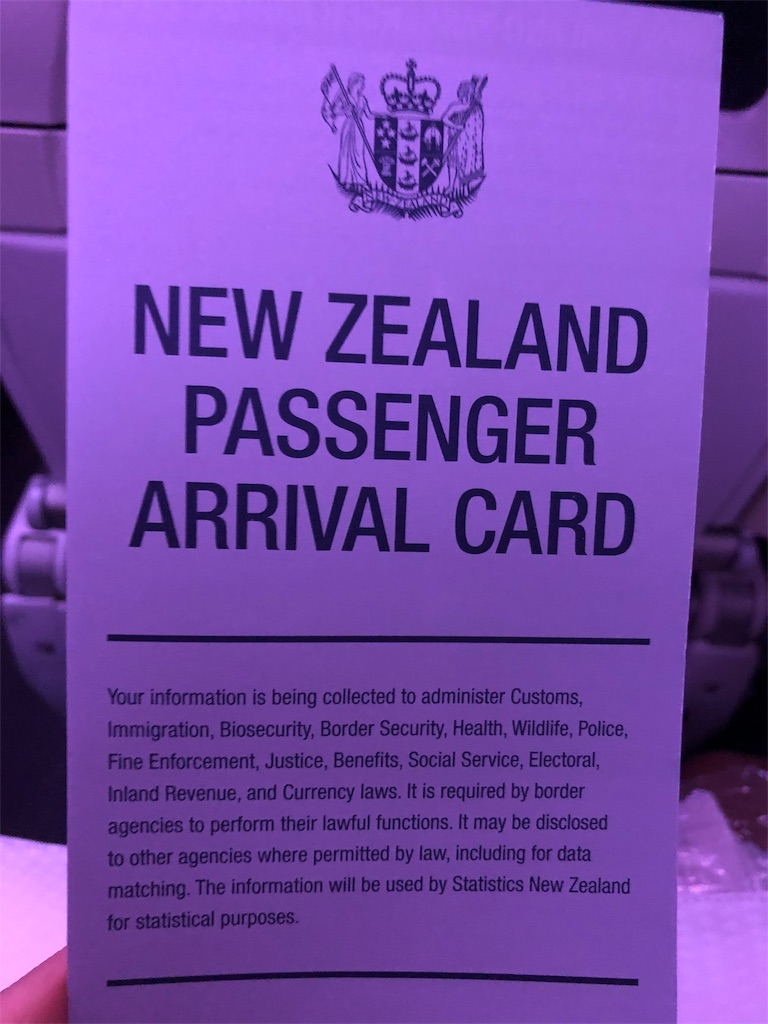 NEW ZEALAND
PASSENGER
ARRIVAL CARD
Your information is being collected to administer Customs,
Immigration, Biosecurity, Border Security, Health, Wildlife, Police,
Fine Enforcement, Justice, Benefits, Social Service, Electoral,
Inland Revenue, and Currency laws. It is required by border
agencies to perform their lawful functions. It may be disclosed
to other agencies where permitted by law, including for data
matching. The information will be used by Statistics New Zealand
for statistical purposes.